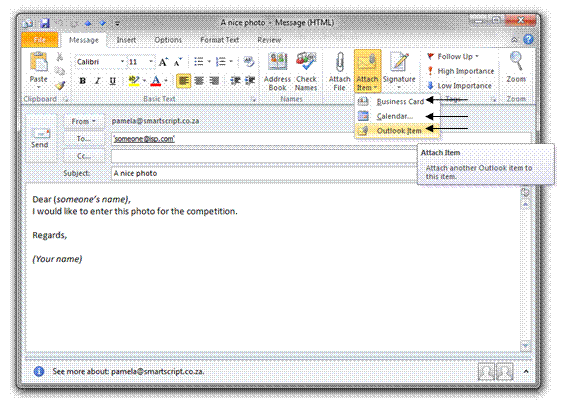 A nice photo - Message (HTML)
File Message Insert Options Format Text Review
Paste
Clipboard
Calibri 11
B I U
Basic Text
Address Book
Check Names
Names
Attach File
Attach Item
Signature
Follow Up
High Importance
Low Importance
Tags
Zoom
Zoom
Business Card
Calendar...
Outlook Item
Attach Item
Attach another Outlook item to
this item.
Send
From pamela@smartscript.co.za
To... 'someone@isp.com'
Cc...
Subject: A nice photo
Dear (someone's name),
I would like to enter this photo for the competition.
Regards,
(Your name)
See more about: pamela@smartscript.co.za.